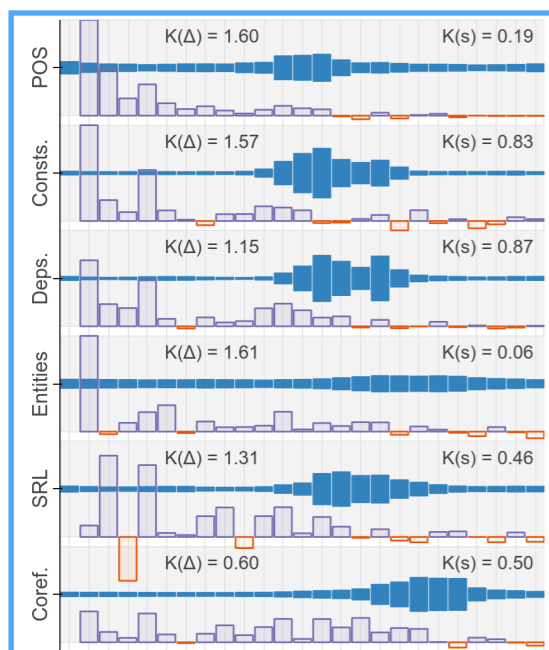 POS
K(Δ) = 1.60 K(s) = 0.19
Consts.
K(Δ) = 1.57 K(s) = 0.83
Deps.
K(Δ) = 1.15 K(s) = 0.87
Entities
K(Δ) = 1.61 K(s) = 0.06
SRL
K(Δ) = 1.31 K(s) = 0.46
Coref.
K(Δ) = 0.60 K(s) = 0.50